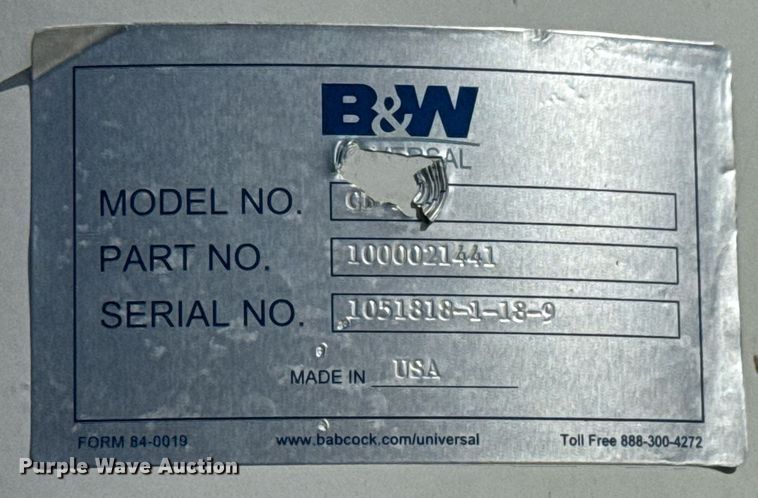 B&W
MODEL NO.
PART NO. 1000021441
SERIAL NO. 1051818-1-18-9
MADE IN USA
FORM 84-0019 www.babcock.com/universal Toll Free 888-300-4272
Purple Wave Auction